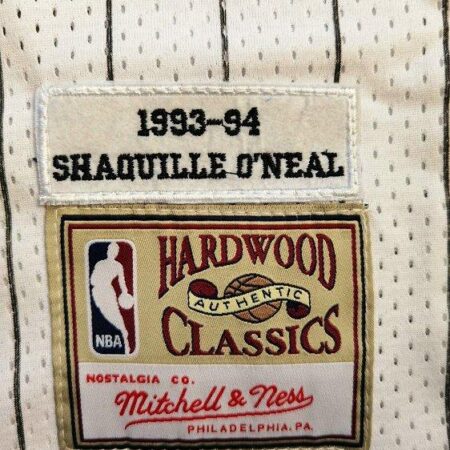 1993-94
SHAQUILLE O'NEAL
HARDWOOD
AUTHENTIC
CLASSICS
NBA
NOSTALGIA CO.
Mitchell & Ness
PHILADELPHIA, PA.